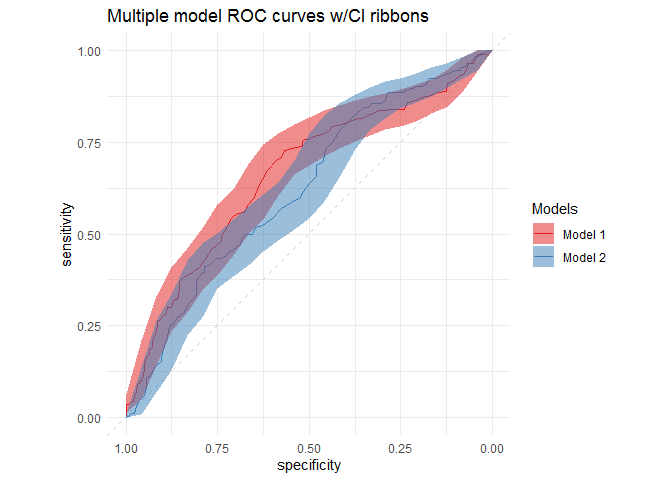 Multiple model ROC curves w/CI ribbons
1.00
0.75
0.50
0.25
0.00
sensitivity
1.00 0.75 0.50 0.25 0.00
specificity
Models
Model 1
Model 2